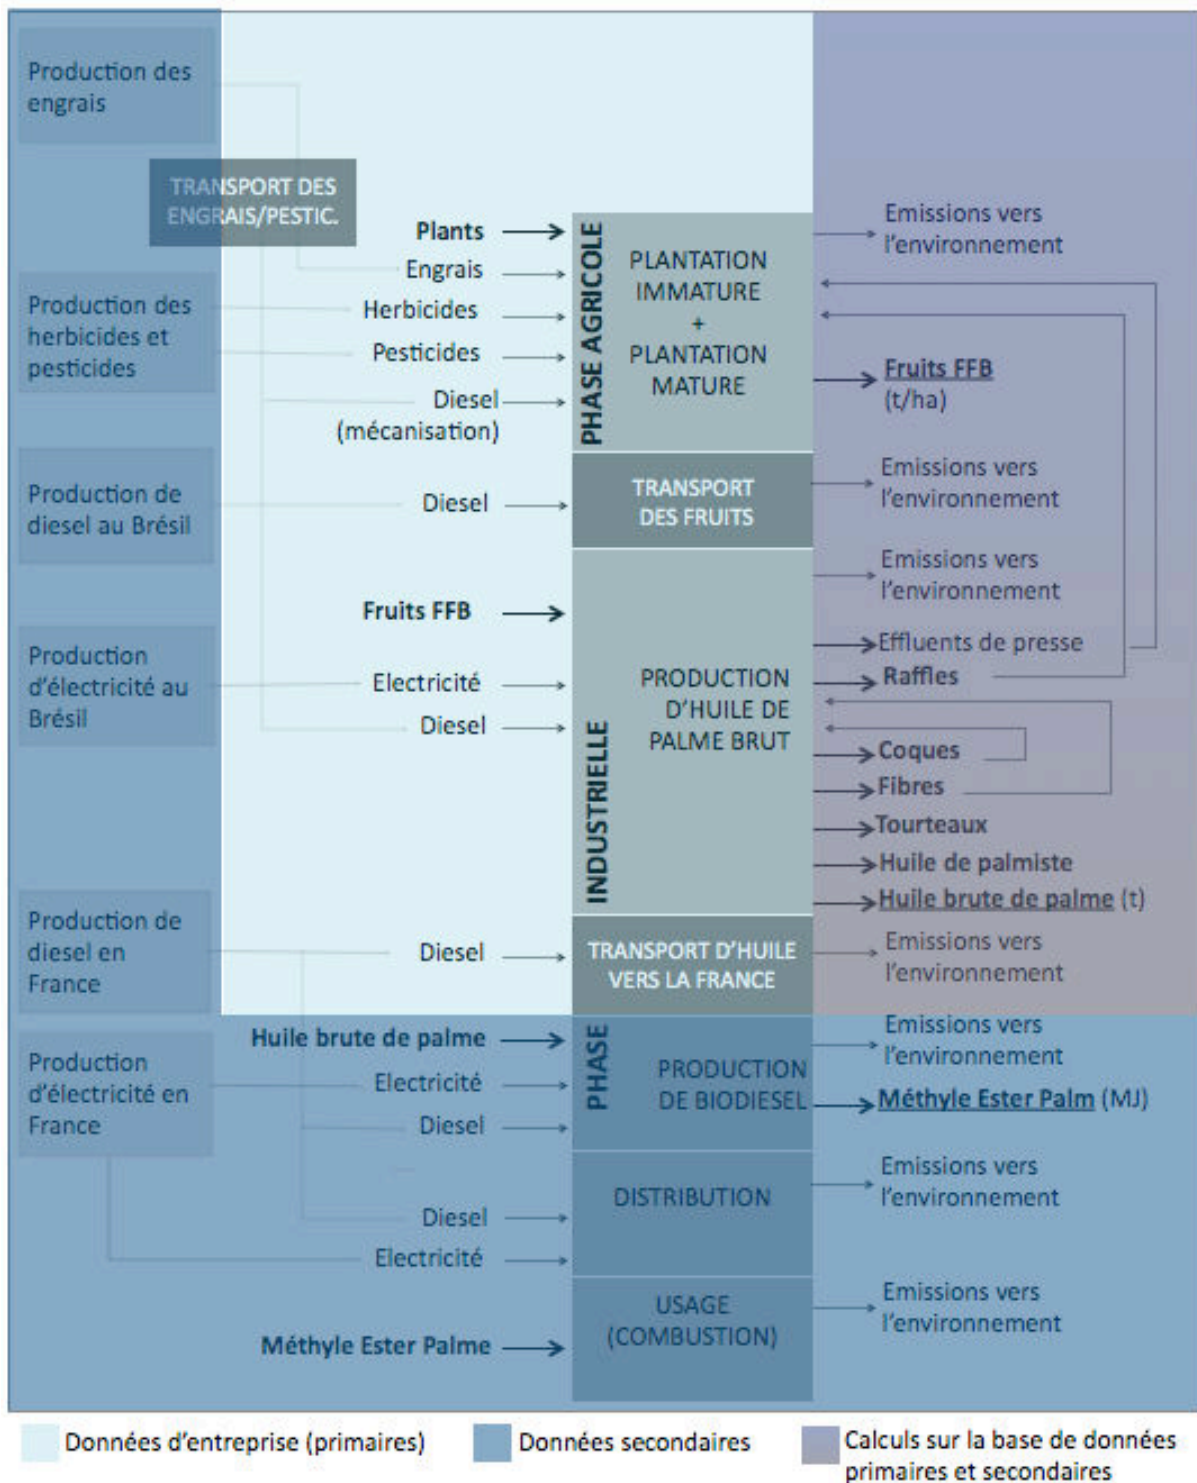 Production des
engrais
TRANSPORT DES
ENGRAIS/PESTIC.
Production des
herbicides et
pesticides
Production de
diesel au Brésil
Production
d'électricité au
Brésil
Production de
diesel en
France
Production
d'électricité en
France
Plants
Engrais
Herbicides
Pesticides
Diesel
(mécanisation)
Diesel
Fruits FFB
Electricité
Diesel
Diesel
Huile brute de palme
Electricité
Diesel
Diesel
Electricité
Méthyle Ester Palme
PHASE AGRICOLE
PLANTATION
IMMATURE
+
PLANTATION
MATURE
TRANSPORT
DES FRUITS
INDUSTRIELLE
PRODUCTION
D'HUILE DE
PALME BRUT
TRANSPORT D'HUILE
VERS LA FRANCE
PHASE
PRODUCTION
DE BIODIESEL
DISTRIBUTION
USAGE
(COMBUSTION)
Emissions vers
l'environnement
Fruits FFB
(t/ha)
Emissions vers
l'environnement
Emissions vers
l'environnement
Effluents de presse
Raffles
Coques
Fibres
Tourteaux
Huile de palmiste
Huile brute de palme (t)
Emissions vers
l'environnement
Emissions vers
l'environnement
Méthyle Ester Palm (MJ)
Emissions vers
l'environnement
Emissions vers
l'environnement
Données d'entreprise (primaires)
Données secondaires
Calculs sur la base de données
primaires et secondaires